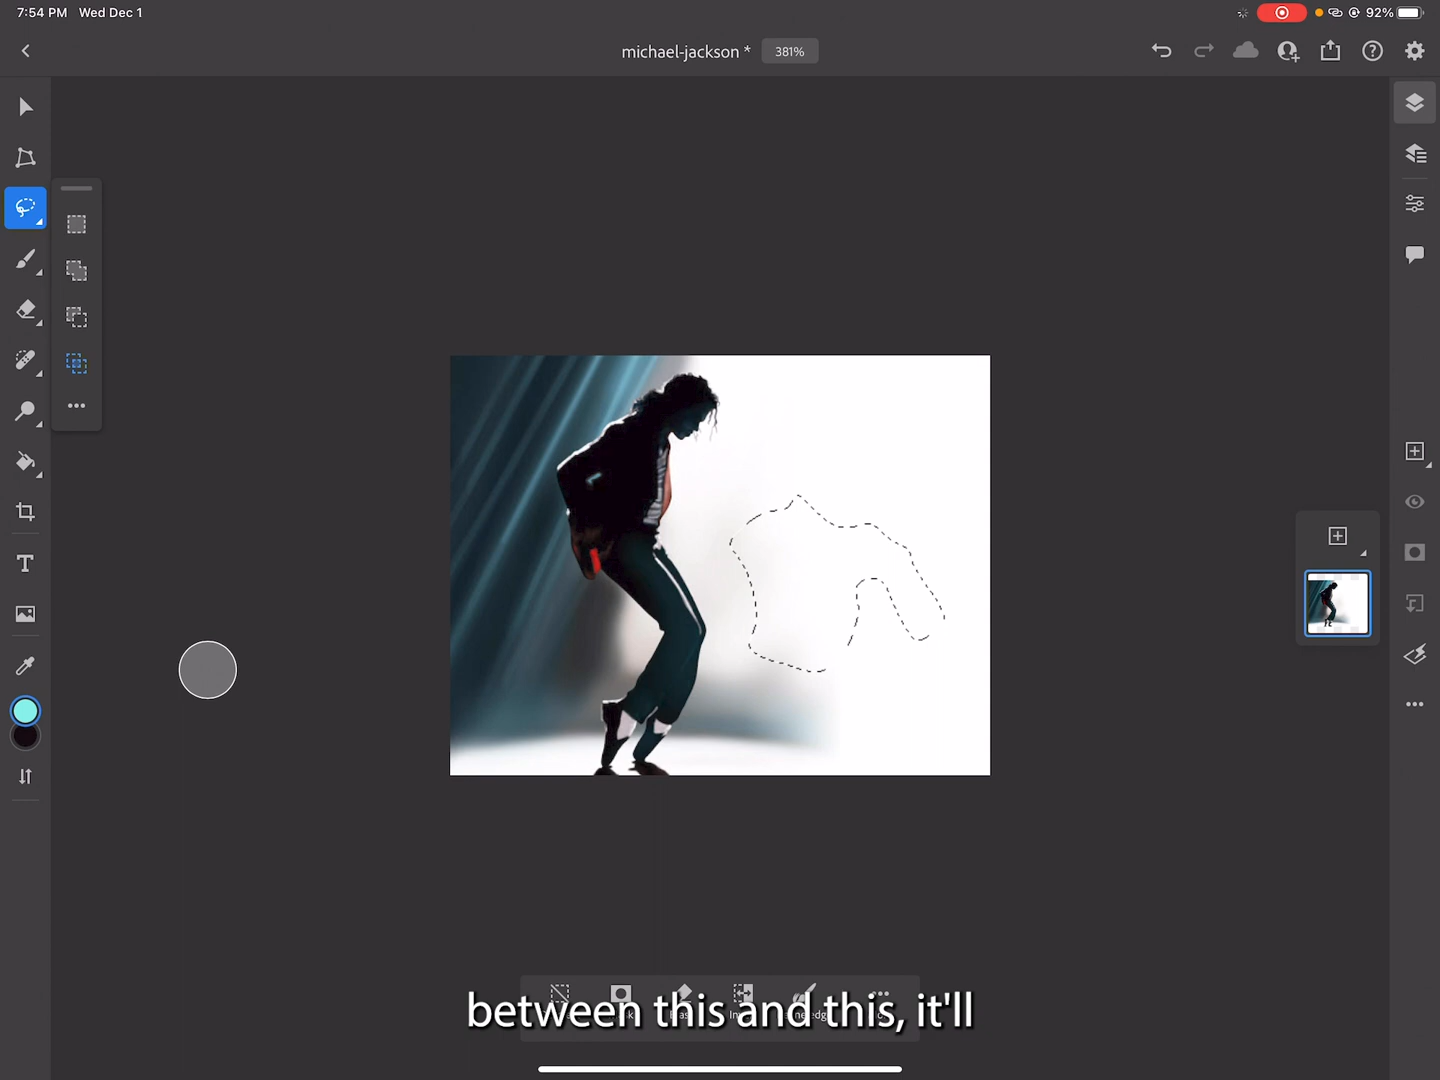 7:54 PM Wed Dec 1
92%
michael-jackson *
381%
T
between this and this, it'll